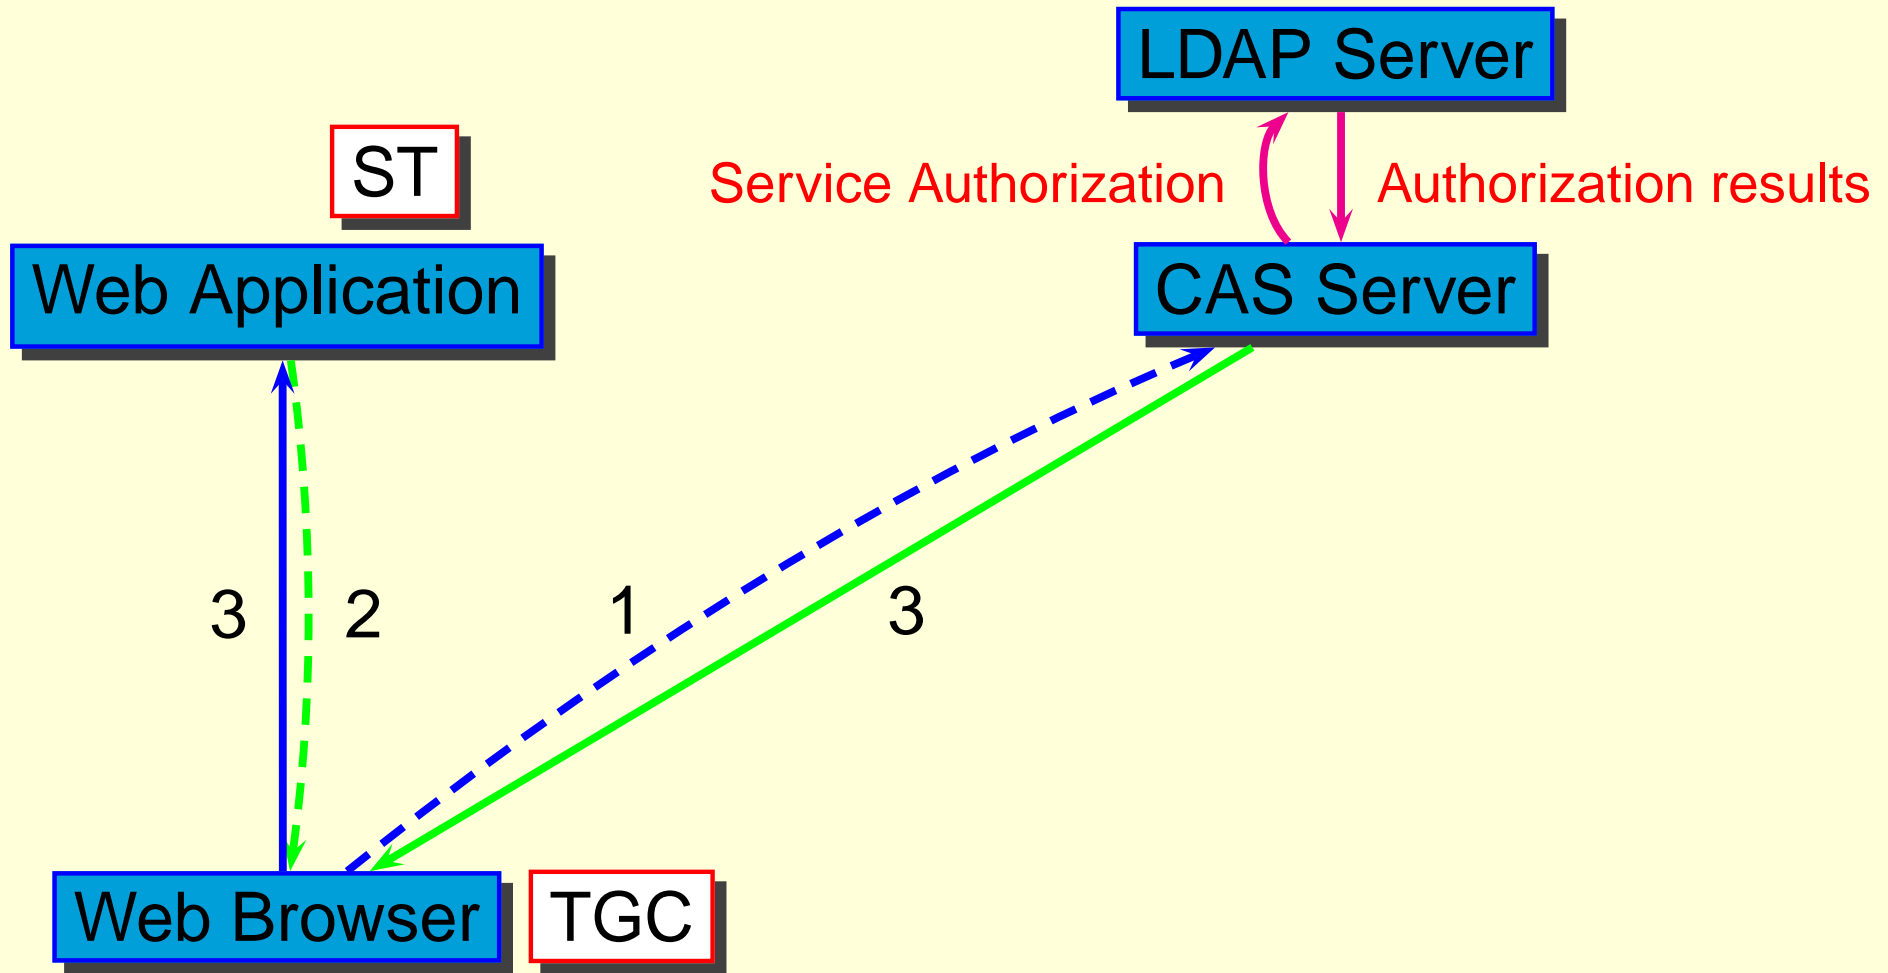 LDAP Server
ST
Service Authorization
Authorization results
Web Application
CAS Server
3
2
1
3
Web Browser
TGC